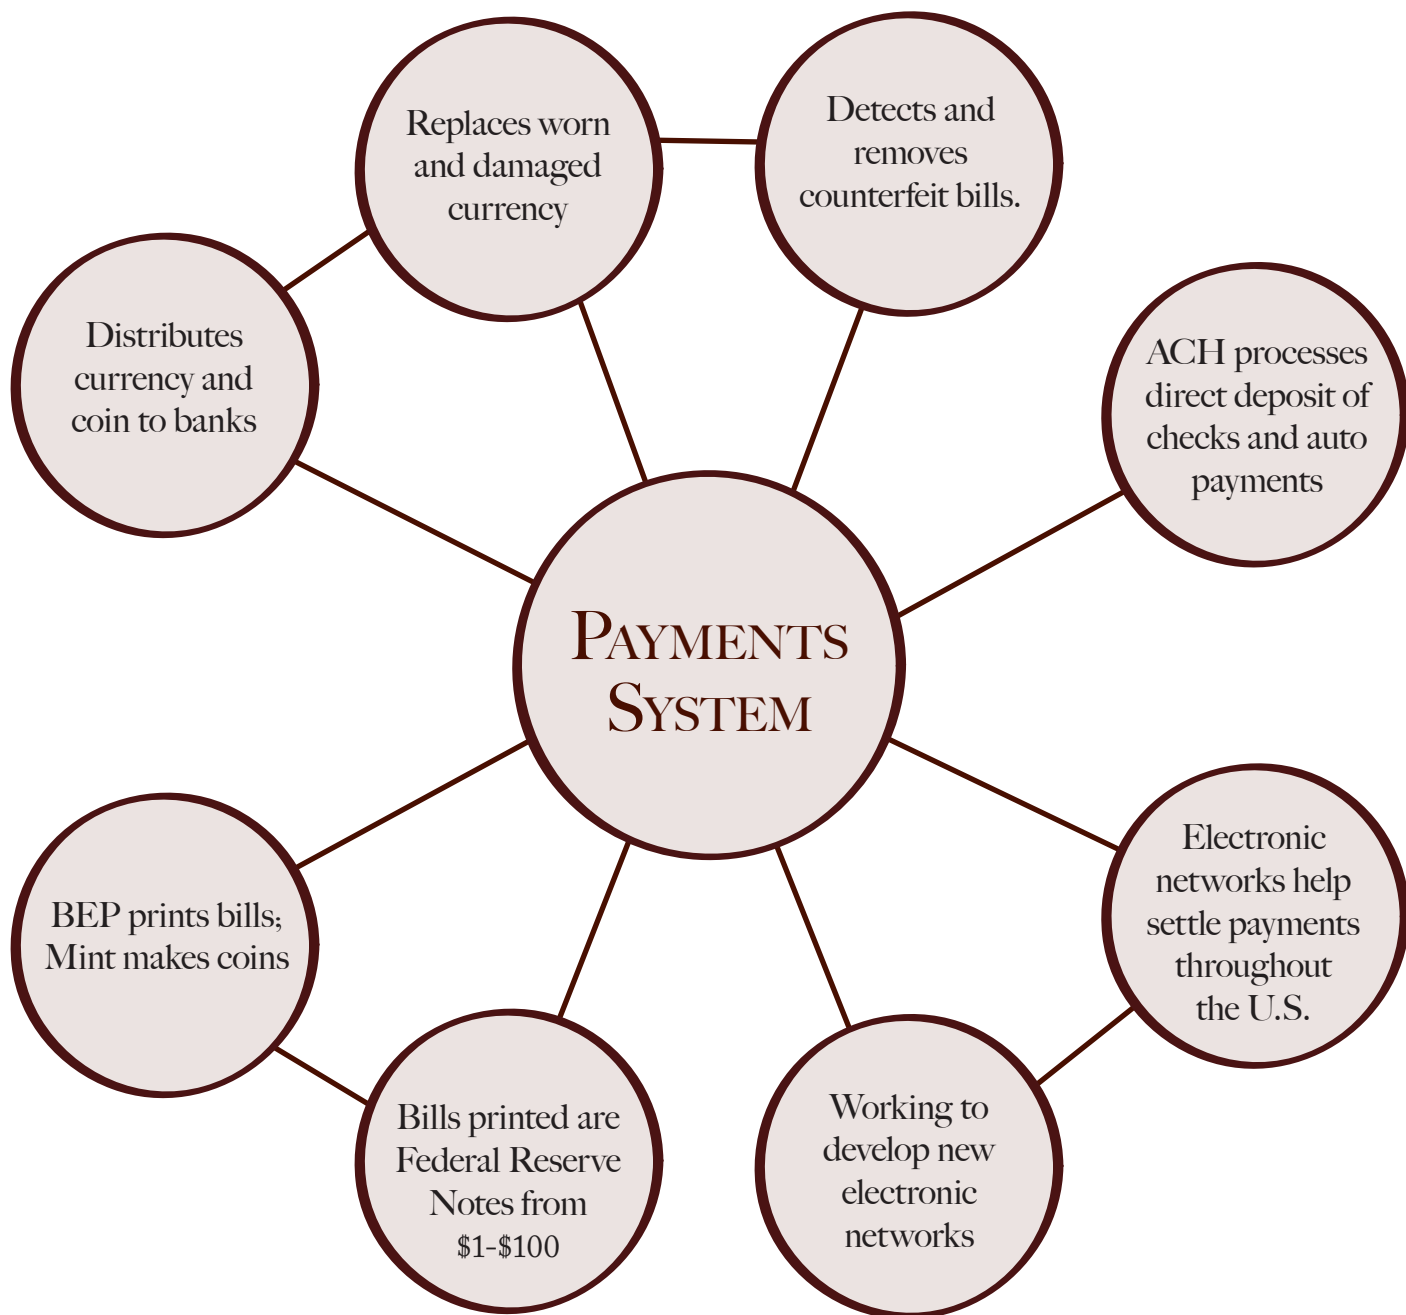 Replaces worn
and damaged
currency
Detects and
removes
counterfeit bills.
Distributes
currency and
coin to banks
ACH processes
direct deposit of
checks and auto
payments
PAYMENTS
SYSTEM
BEP prints bills;
Mint makes coins
Electronic
networks help
settle payments
throughout
the U.S.
Bills printed are
Federal Reserve
Notes from
$1-$100
Working to
develop new
electronic
networks